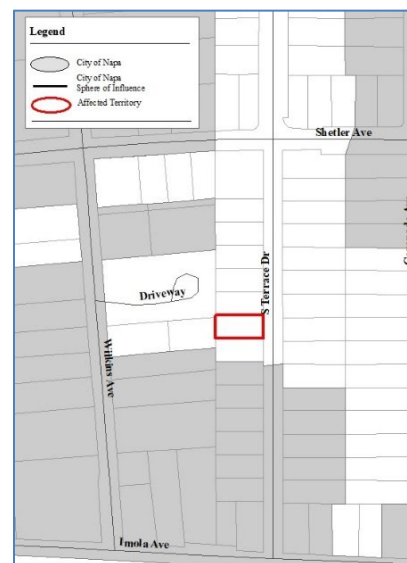 Legend
City of Napa
City of Napa
Sphere of Influence
Affected Territory
Shetler Ave
S Terrace Dr
Driveway
Wilkins Ave
Imola Ave